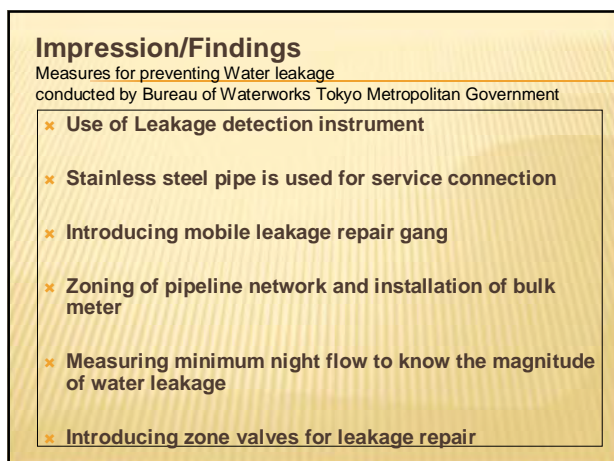 Impression/Findings
Measures for preventing Water leakage
conducted by Bureau of Waterworks Tokyo Metropolitan Government
Use of Leakage detection instrument
Stainless steel pipe is used for service connection
Introducing mobile leakage repair gang
Zoning of pipeline network and installation of bulk
meter
Measuring minimum night flow to know the magnitude
of water leakage
Introducing zone valves for leakage repair